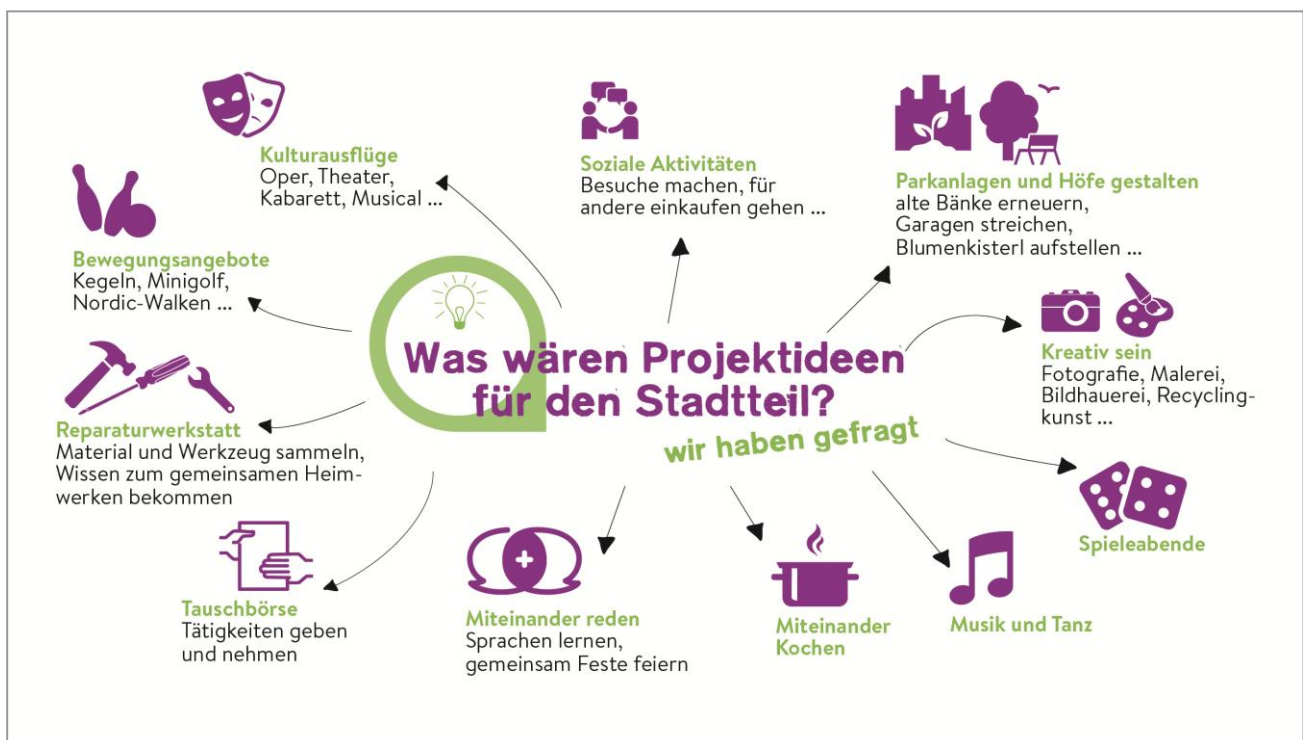 Was wären Projektideen
für den Stadtteil?
wir haben gefragt
Kulturausflüge
Oper, Theater,
Kabarett, Musical ...
Soziale Aktivitäten
Besuche machen, für
andere einkaufen gehen ...
Parkanlagen und Höfe gestalten
alte Bänke erneuern,
Garagen streichen,
Blumenkisterl aufstellen ...
Kreativ sein
Fotografie, Malerei,
Bildhauerei, Recycling-
kunst ...
Spieleabende
Musik und Tanz
Miteinander
Kochen
Miteinander reden
Sprachen lernen,
gemeinsam Feste feiern
Tauschbörse
Tätigkeiten geben
und nehmen
Reparaturwerkstatt
Material und Werkzeug sammeln,
Wissen zum gemeinsamen Heim-
werken bekommen
Bewegungsangebote
Kegeln, Minigolf,
Nordic-Walken ...